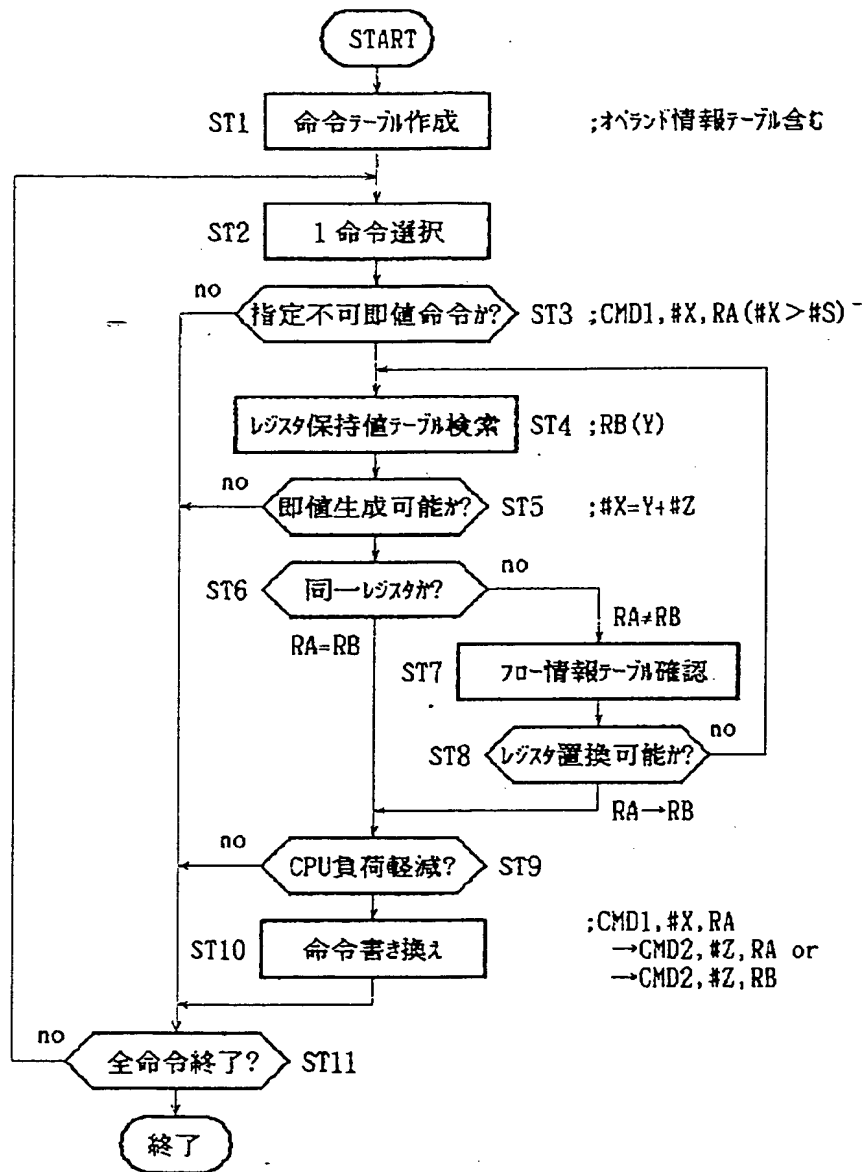 START
ST1 命令テーブル作成 ;オペランド情報テーブル含む
ST2 1命令選択
no
指定不可即値命令か? ST3 ;CMD1,#X,RA(#X>#S)
レジスタ保持値テーブル検索 ST4 ;RB(Y)
no
即値生成可能か? ST5 ;#X=Y+#Z
ST6 同一レジスタか? no
RA=RB RA≠RB
ST7 フロー情報テーブル確認
ST8 レジスタ置換可能か? no
RA→RB
no
CPU負荷軽減? ST9
ST10 命令書き換え ;CMD1,#X,RA
→CMD2,#Z,RA or
→CMD2,#Z,RB
no
全命令終了? ST11
終了